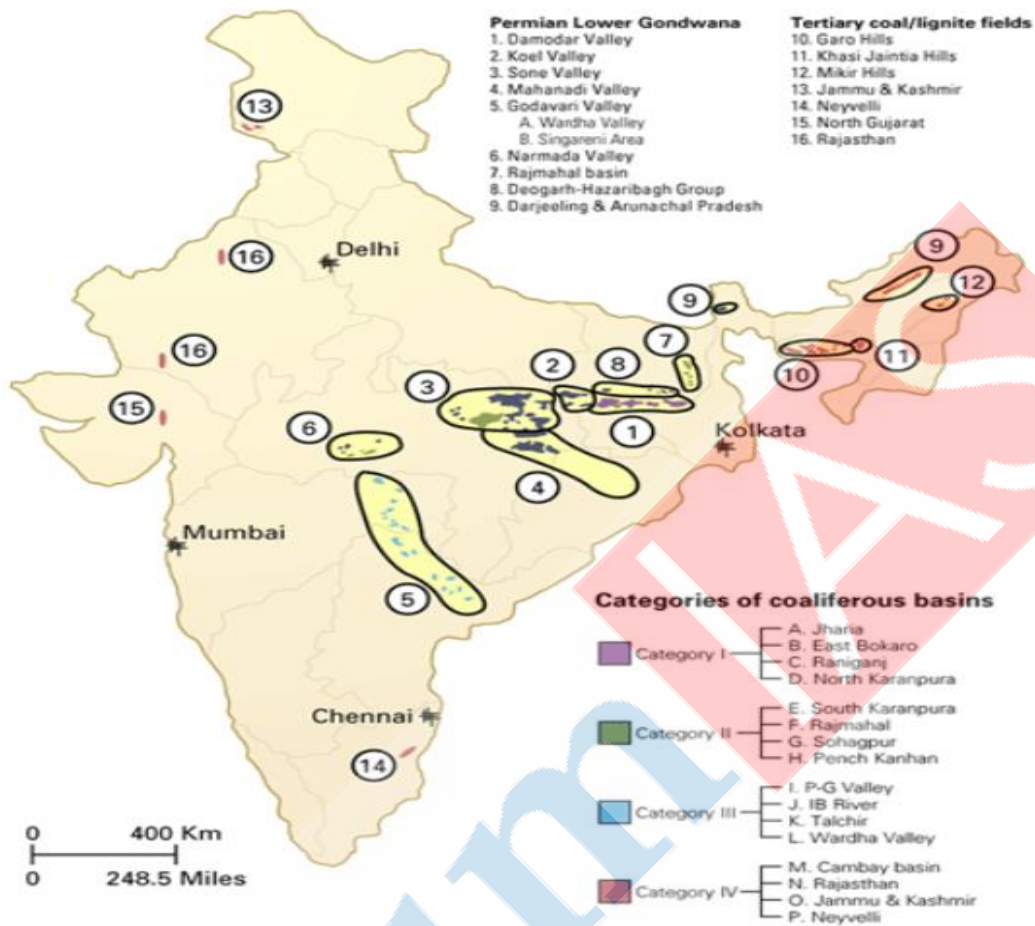 Permian Lower Gondwana
1. Damodar Valley
2. Koel Valley
3. Sone Valley
4. Mahanadi Valley
5. Godavari Valley
A. Wardha Valley
B. Singareni Area
6. Narmada Valley
7. Rajmahal basin
8. Deogarh-Hazaribagh Group
9. Darjeeling & Arunachal Pradesh
Tertiary coal/lignite fields
10. Garo Hills
11. Khasi Jaintia Hills
12. Mikir Hills
13. Jammu & Kashmir
14. Neyvelli
15. North Gujarat
16. Rajasthan
13
16
Delhi
9
12
9
7
16
2
8
11
10
3
15
1
Kolkata
6
4
Mumbai
5
Chennai
14
0 400 Km
0 248.5 Miles
Categories of coaliferous basins
Category I
A. Jharia
B. East Bokaro
C. Raniganj
D. North Karanpura
Category II
E. South Karanpura
F. Rajmahal
G. Sohagpur
H. Pench Kanhan
Category III
I. P-G Valley
J. IB River
K. Talchir
L. Wardha Valley
Category IV
M. Cambay basin
N. Rajasthan
O. Jammu & Kashmir
P. Neyvelli